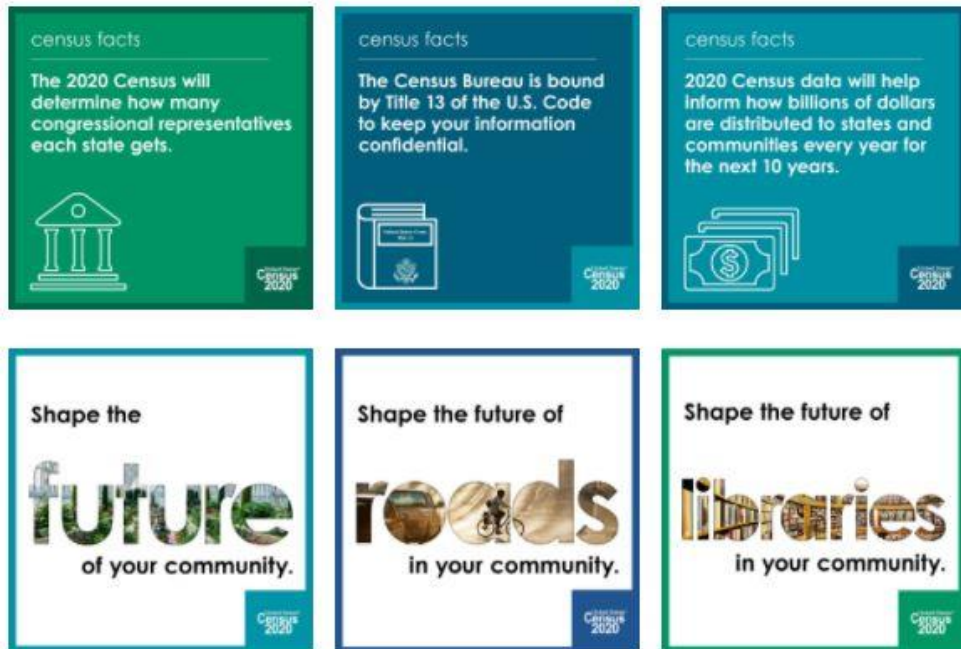 census facts
The 2020 Census will
determine how many
congressional representatives
each state gets.
United States®
Census
2020
census facts
The Census Bureau is bound
by Title 13 of the U.S. Code
to keep your information
confidential.
Census
2020
census facts
2020 Census data will help
inform how billions of dollars
are distributed to states and
communities every year for
the next 10 years.
$
Census
2020
Shape the
future
of your community.
Census
2020
Shape the future of
roads
in your community.
Census
2020
Shape the future of
libraries
in your community.
Census
2020